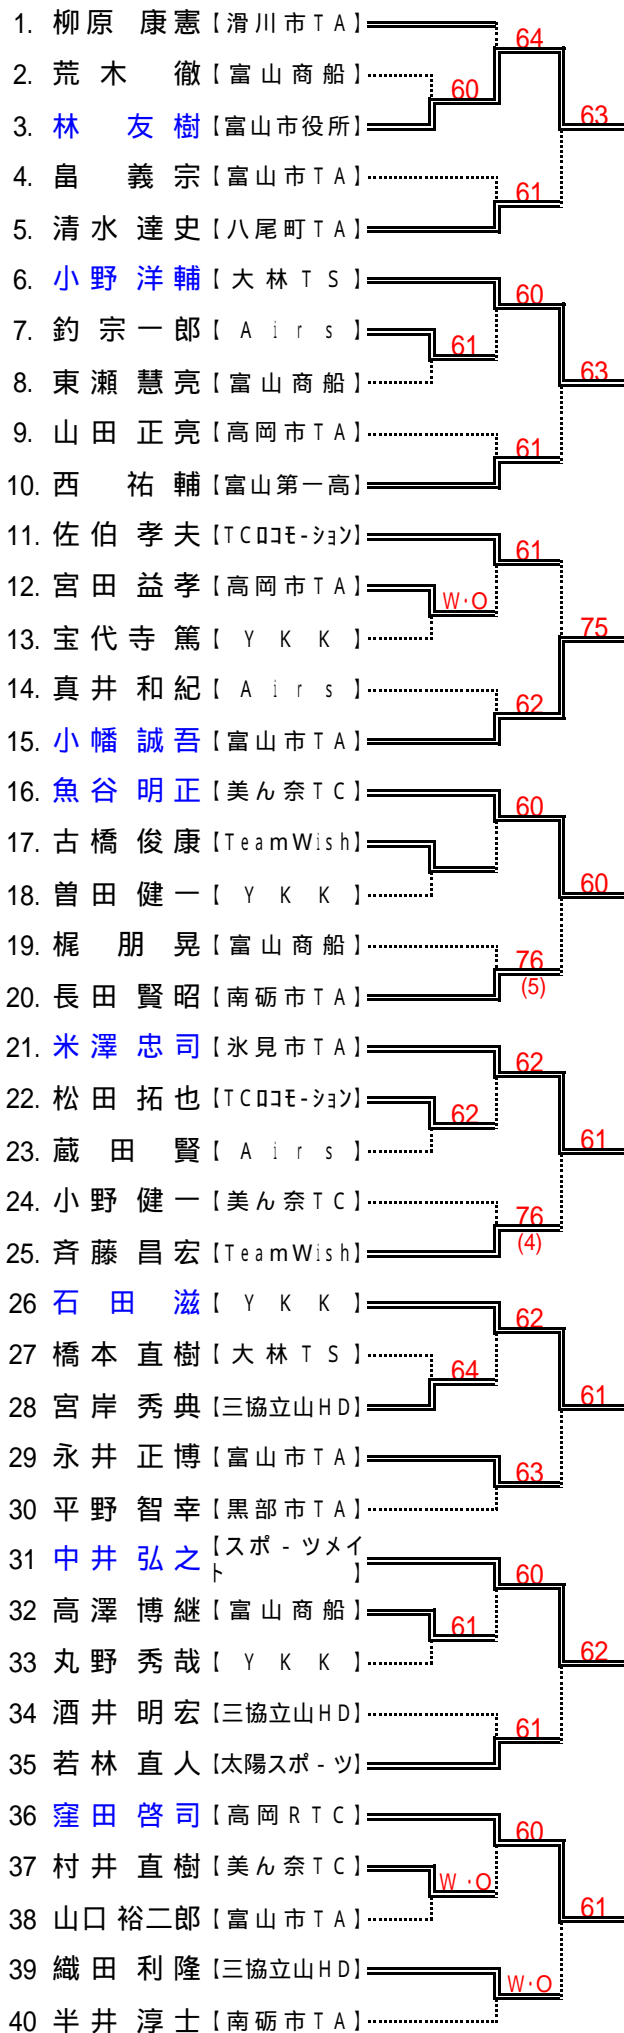 1. 柳原 康憲【滑川市TA】
64
2. 荒木 徹【富山商船】
60
3. 林 友樹【富山市役所】
63
4. 畠 義宗【富山市TA】
61
5. 清水 達史【八尾町TA】
6. 小野 洋輔【大林TS】
60
7. 釣 宗一郎【Airs】
61
8. 東瀬 慧亮【富山商船】
63
9. 山田 正亮【高岡市TA】
61
10. 西 祐輔【富山第一高】
11. 佐伯 孝夫【TCロコモ-ション】
61
12. 宮田 益孝【高岡市TA】
W・O
13. 宝代寺 篤【YKK】
75
14. 真井 和紀【Airs】
62
15. 小幡 誠吾【富山市TA】
16. 魚谷 明正【美ん奈TC】
60
17. 古橋 俊康【TeamWish】
18. 曽田 健一【YKK】
60
19. 梶 朋晃【富山商船】
76
(5)
20. 長田 賢昭【南砺市TA】
21. 米澤 忠司【氷見市TA】
62
22. 松田 拓也【TCロコモ-ション】
62
23. 蔵田 賢【Airs】
61
24. 小野 健一【美ん奈TC】
76
(4)
25. 斉藤 昌宏【TeamWish】
26 石田 滋【YKK】
62
27 橋本 直樹【大林TS】
64
28 宮岸 秀典【三協立山HD】
61
29 永井 正博【富山市TA】
63
30 平野 智幸【黒部市TA】
31 中井 弘之【スポ-ツメイト】
60
32 高澤 博継【富山商船】
61
33 丸野 秀哉【YKK】
62
34 酒井 明宏【三協立山HD】
61
35 若林 直人【太陽スポ-ツ】
36 窪田 啓司【高岡RTC】
60
37 村井 直樹【美ん奈TC】
W・O
38 山口 裕二郎【富山市TA】
61
39 織田 利隆【三協立山HD】
W・O
40 半井 淳士【南砺市TA】